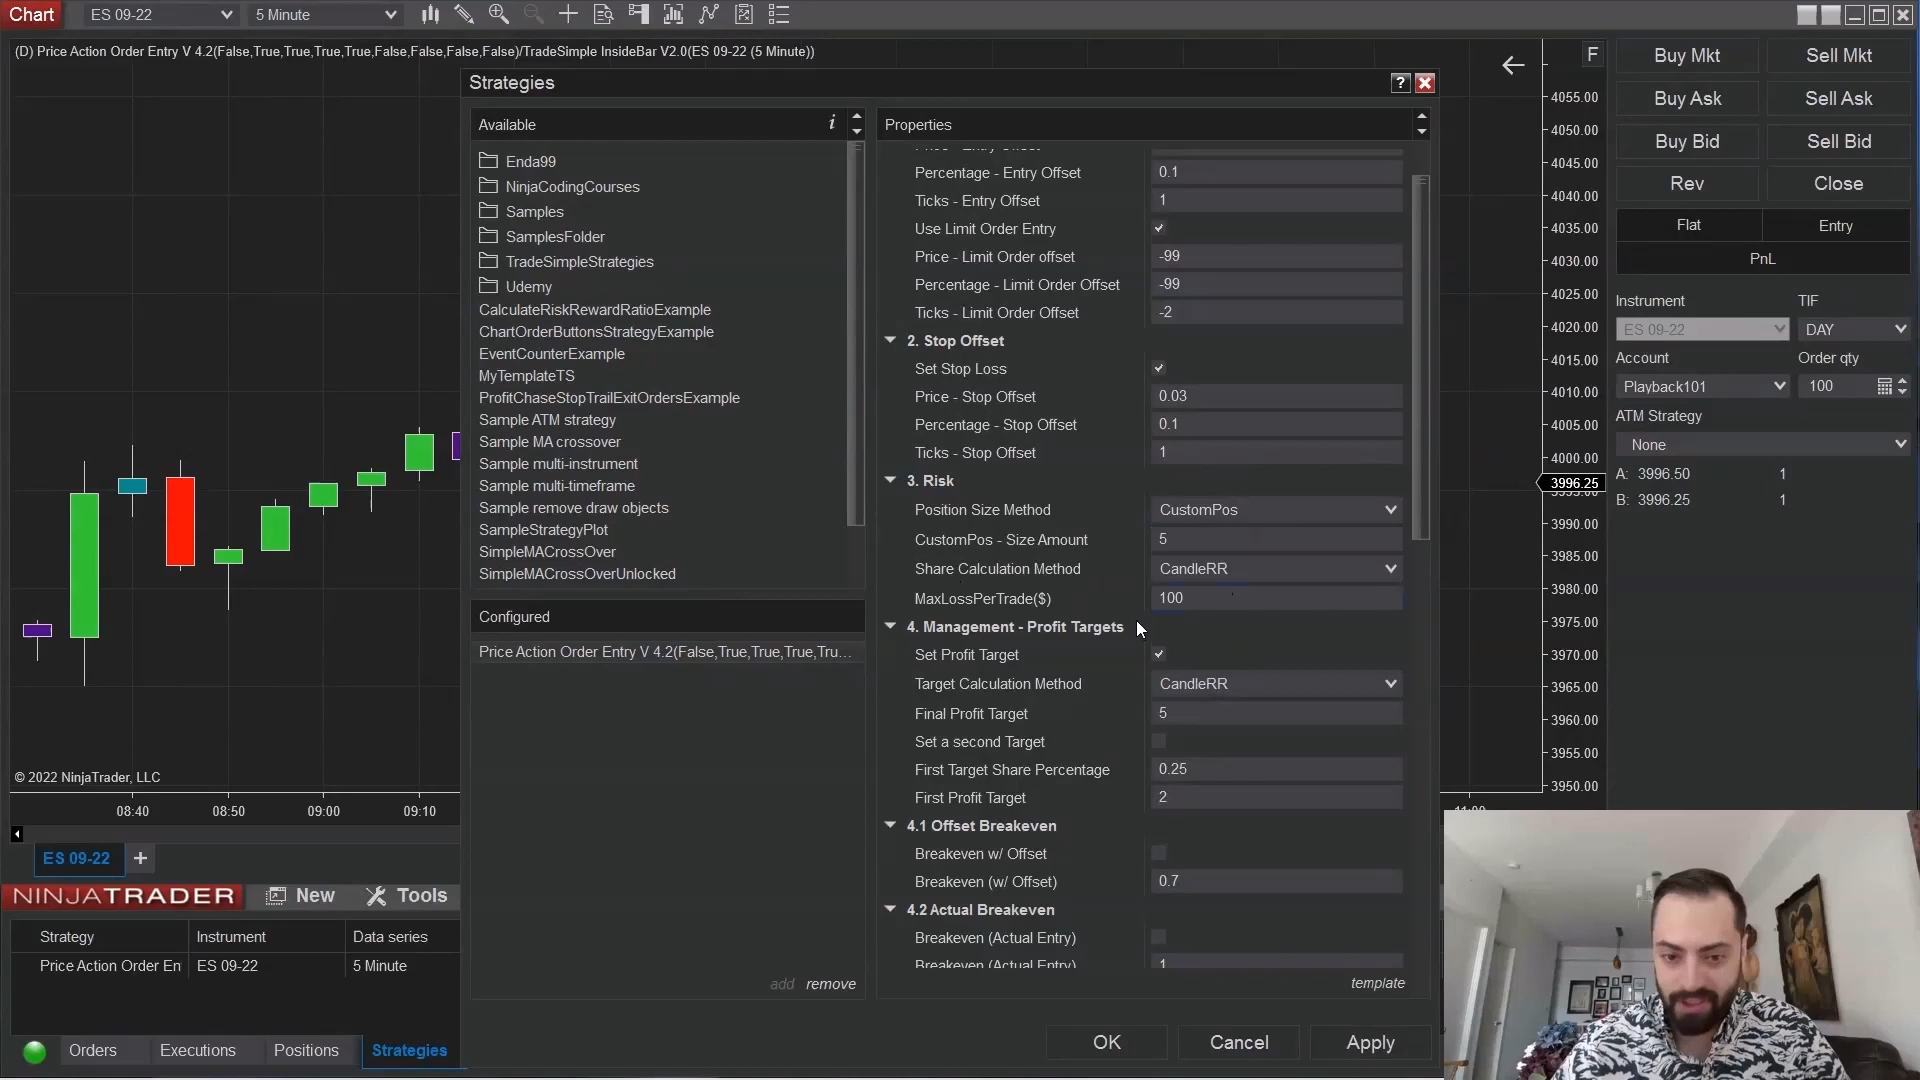 Chart
ES 09-22
5 Minute
(D) Price Action Order Entry V 4.2(False,True,True,True,True,False,False,False,False)/TradeSimple InsideBar V2.0(ES 09-22 (5 Minute))
Strategies
?
Available
i
Enda99
NinjaCodingCourses
Samples
SamplesFolder
TradeSimpleStrategies
Udemy
CalculateRiskRewardRatioExample
ChartOrderButtonsStrategyExample
EventCounterExample
MyTemplateTS
ProfitChaseStopTrailExitOrdersExample
Sample ATM strategy
Sample MA crossover
Sample multi-instrument
Sample multi-timeframe
Sample remove draw objects
SampleStrategyPlot
SimpleMACrossOver
SimpleMACrossOverUnlocked
Configured
Price Action Order Entry V 4.2(False,True,True,True,Tru...
add remove
Properties
Price - Entry Offset
Percentage - Entry Offset 0.1
Ticks - Entry Offset 1
Use Limit Order Entry
Price - Limit Order offset -99
Percentage - Limit Order Offset -99
Ticks - Limit Order Offset -2
2. Stop Offset
Set Stop Loss
Price - Stop Offset 0.03
Percentage - Stop Offset 0.1
Ticks - Stop Offset 1
3. Risk
Position Size Method CustomPos
CustomPos - Size Amount 5
Share Calculation Method CandleRR
MaxLossPerTrade($) 100
4. Management - Profit Targets
Set Profit Target
Target Calculation Method CandleRR
Final Profit Target 5
Set a second Target
First Target Share Percentage 0.25
First Profit Target 2
4.1 Offset Breakeven
Breakeven w/ Offset
Breakeven (w/ Offset) 0.7
4.2 Actual Breakeven
Breakeven (Actual Entry)
Breakeven (Actual Entry) 1
template
OK Cancel Apply
F
4055.00
4050.00
4045.00
4040.00
4035.00
4030.00
4025.00
4020.00
4015.00
4010.00
4005.00
4000.00
3996.25
3990.00
3985.00
3980.00
3975.00
3970.00
3965.00
3960.00
3955.00
3950.00
Buy Mkt Sell Mkt
Buy Ask Sell Ask
Buy Bid Sell Bid
Rev Close
Flat Entry
PnL
Instrument TIF
ES 09-22 DAY
Account Order qty
Playback101 100
ATM Strategy
None
A: 3996.50 1
B: 3996.25 1
© 2022 NinjaTrader, LLC
08:40 08:50 09:00 09:10
ES 09-22 +
NINJATRADER New Tools
Strategy Instrument Data series
Price Action Order En ES 09-22 5 Minute
Orders Executions Positions Strategies